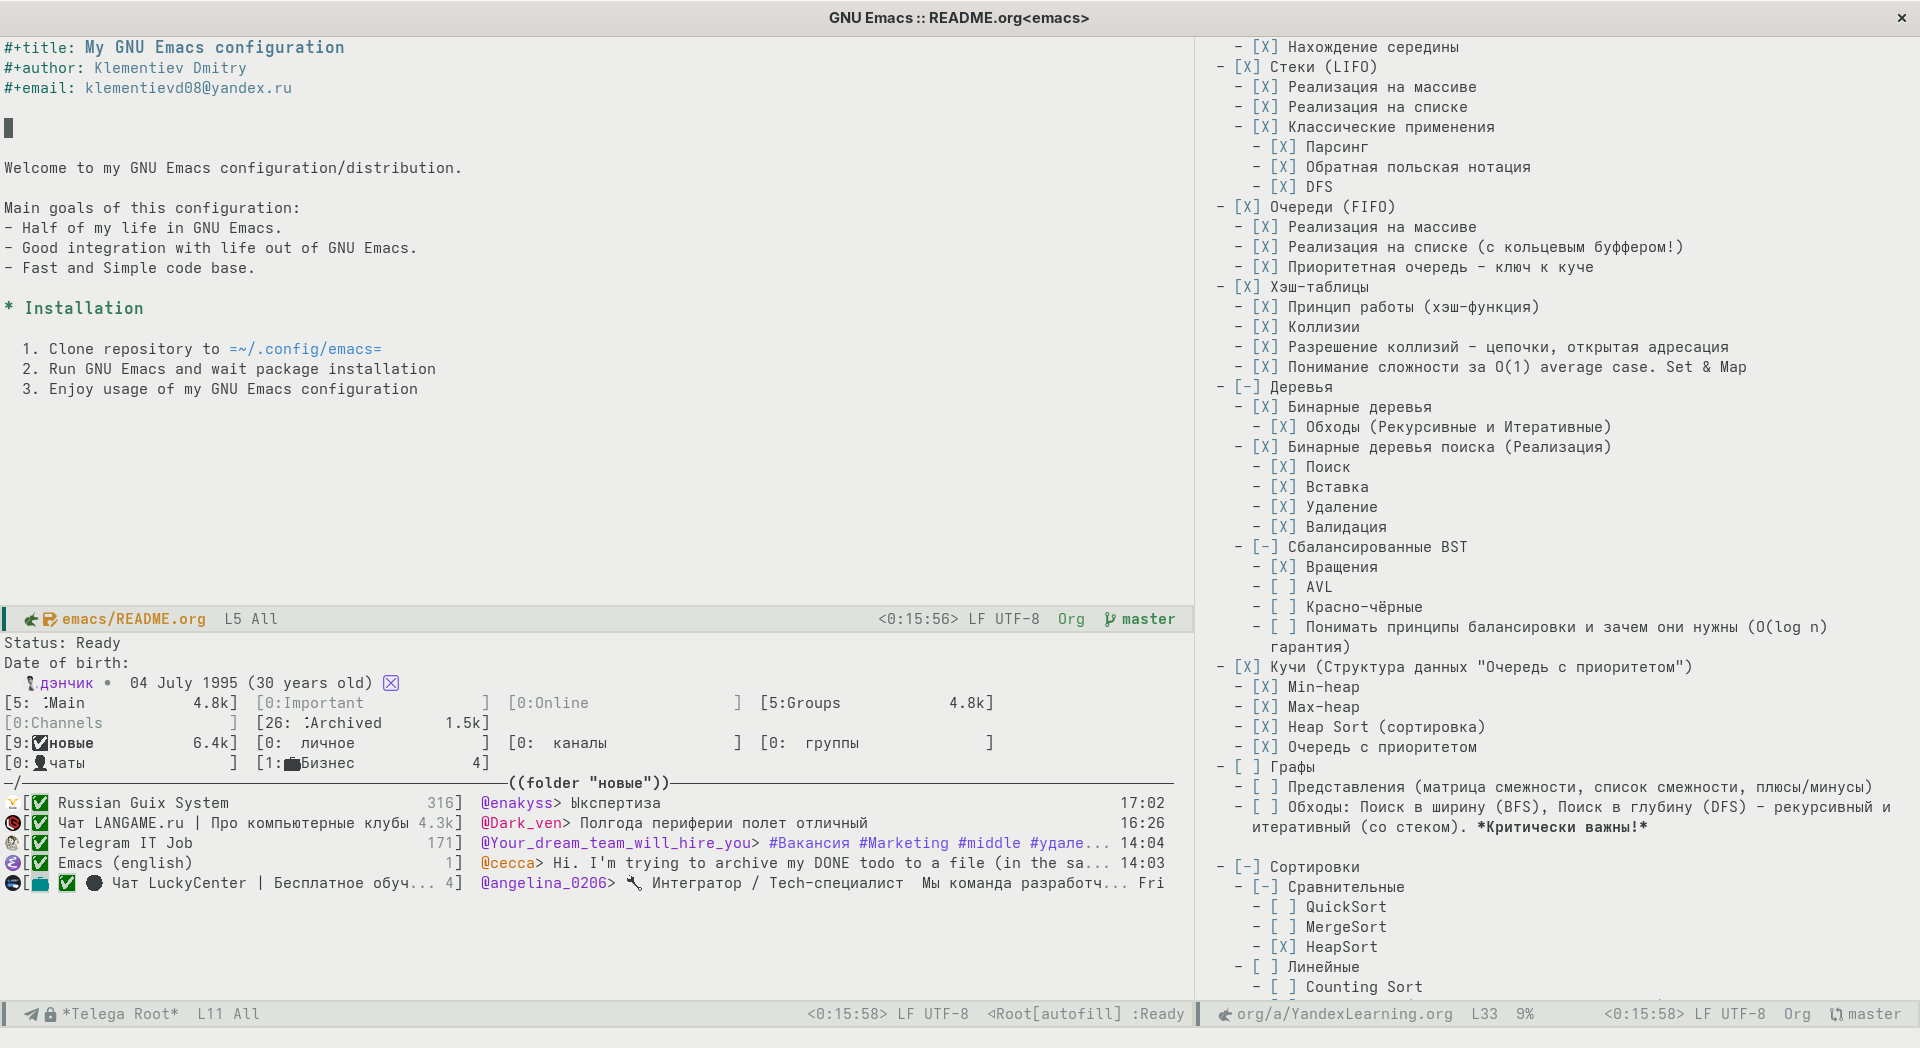 GNU Emacs :: README.org<emacs>
#+title: My GNU Emacs configuration
#+author: Klementiev Dmitry
#+email: klementievd08@yandex.ru
Welcome to my GNU Emacs configuration/distribution.
Main goals of this configuration:
- Half of my life in GNU Emacs.
- Good integration with life out of GNU Emacs.
- Fast and Simple code base.
* Installation
1. Clone repository to =~/.config/emacs=
2. Run GNU Emacs and wait package installation
3. Enjoy usage of my GNU Emacs configuration
emacs/README.org L5 All <0:15:56> LF UTF-8 Org master
Status: Ready
Date of birth:
дэнчик • 04 July 1995 (30 years old)
[5: Main 4.8k] [0:Important ] [0:Online ] [5:Groups 4.8k]
[0:Channels ] [26: Archived 1.5k]
[9:✅новые 6.4k] [0: личное ] [0: каналы ] [0: группы ]
[0:👤чаты ] [1:💼Бизнес 4]
─/──((folder "новые"))──
[✅ Russian Guix System 316] @enakyss> Ыкспертиза 17:02
[✅ Чат LANGAME.ru | Про компьютерные клубы 4.3k] @Dark_ven> Полгода периферии полет отличный 16:26
[✅ Telegram IT Job 171] @Your_dream_team_will_hire_you> #Вакансия #Marketing #middle #удале... 14:04
[✅ Emacs (english) 1] @cecca> Hi. I'm trying to archive my DONE todo to a file (in the sa... 14:03
[✅ ⚫ Чат LuckyCenter | Бесплатное обуч... 4] @angelina_0206> 🔧 Интегратор / Tech-специалист Мы команда разработч... Fri
*Telega Root* L11 All <0:15:58> LF UTF-8 <Root[autofill] :Ready
- [X] Нахождение середины
- [X] Стеки (LIFO)
- [X] Реализация на массиве
- [X] Реализация на списке
- [X] Классические применения
- [X] Парсинг
- [X] Обратная польская нотация
- [X] DFS
- [X] Очереди (FIFO)
- [X] Реализация на массиве
- [X] Реализация на списке (с кольцевым буффером!)
- [X] Приоритетная очередь - ключ к куче
- [X] Хэш-таблицы
- [X] Принцип работы (хэш-функция)
- [X] Коллизии
- [X] Разрешение коллизий - цепочки, открытая адресация
- [X] Понимание сложности за O(1) average case. Set & Map
- [-] Деревья
- [X] Бинарные деревья
- [X] Обходы (Рекурсивные и Итеративные)
- [X] Бинарные деревья поиска (Реализация)
- [X] Поиск
- [X] Вставка
- [X] Удаление
- [X] Валидация
- [-] Сбалансированные BST
- [X] Вращения
- [ ] AVL
- [ ] Красно-чёрные
- [ ] Понимать принципы балансировки и зачем они нужны (O(log n)
гарантия)
- [X] Кучи (Структура данных "Очередь с приоритетом")
- [X] Min-heap
- [X] Max-heap
- [X] Heap Sort (сортировка)
- [X] Очередь с приоритетом
- [ ] Графы
- [ ] Представления (матрица смежности, список смежности, плюсы/минусы)
- [ ] Обходы: Поиск в ширину (BFS), Поиск в глубину (DFS) - рекурсивный и
итеративный (со стеком). *Критически важны!*
- [-] Сортировки
- [-] Сравнительные
- [ ] QuickSort
- [ ] MergeSort
- [X] HeapSort
- [ ] Линейные
- [ ] Counting Sort
org/a/YandexLearning.org L33 9% <0:15:58> LF UTF-8 Org master